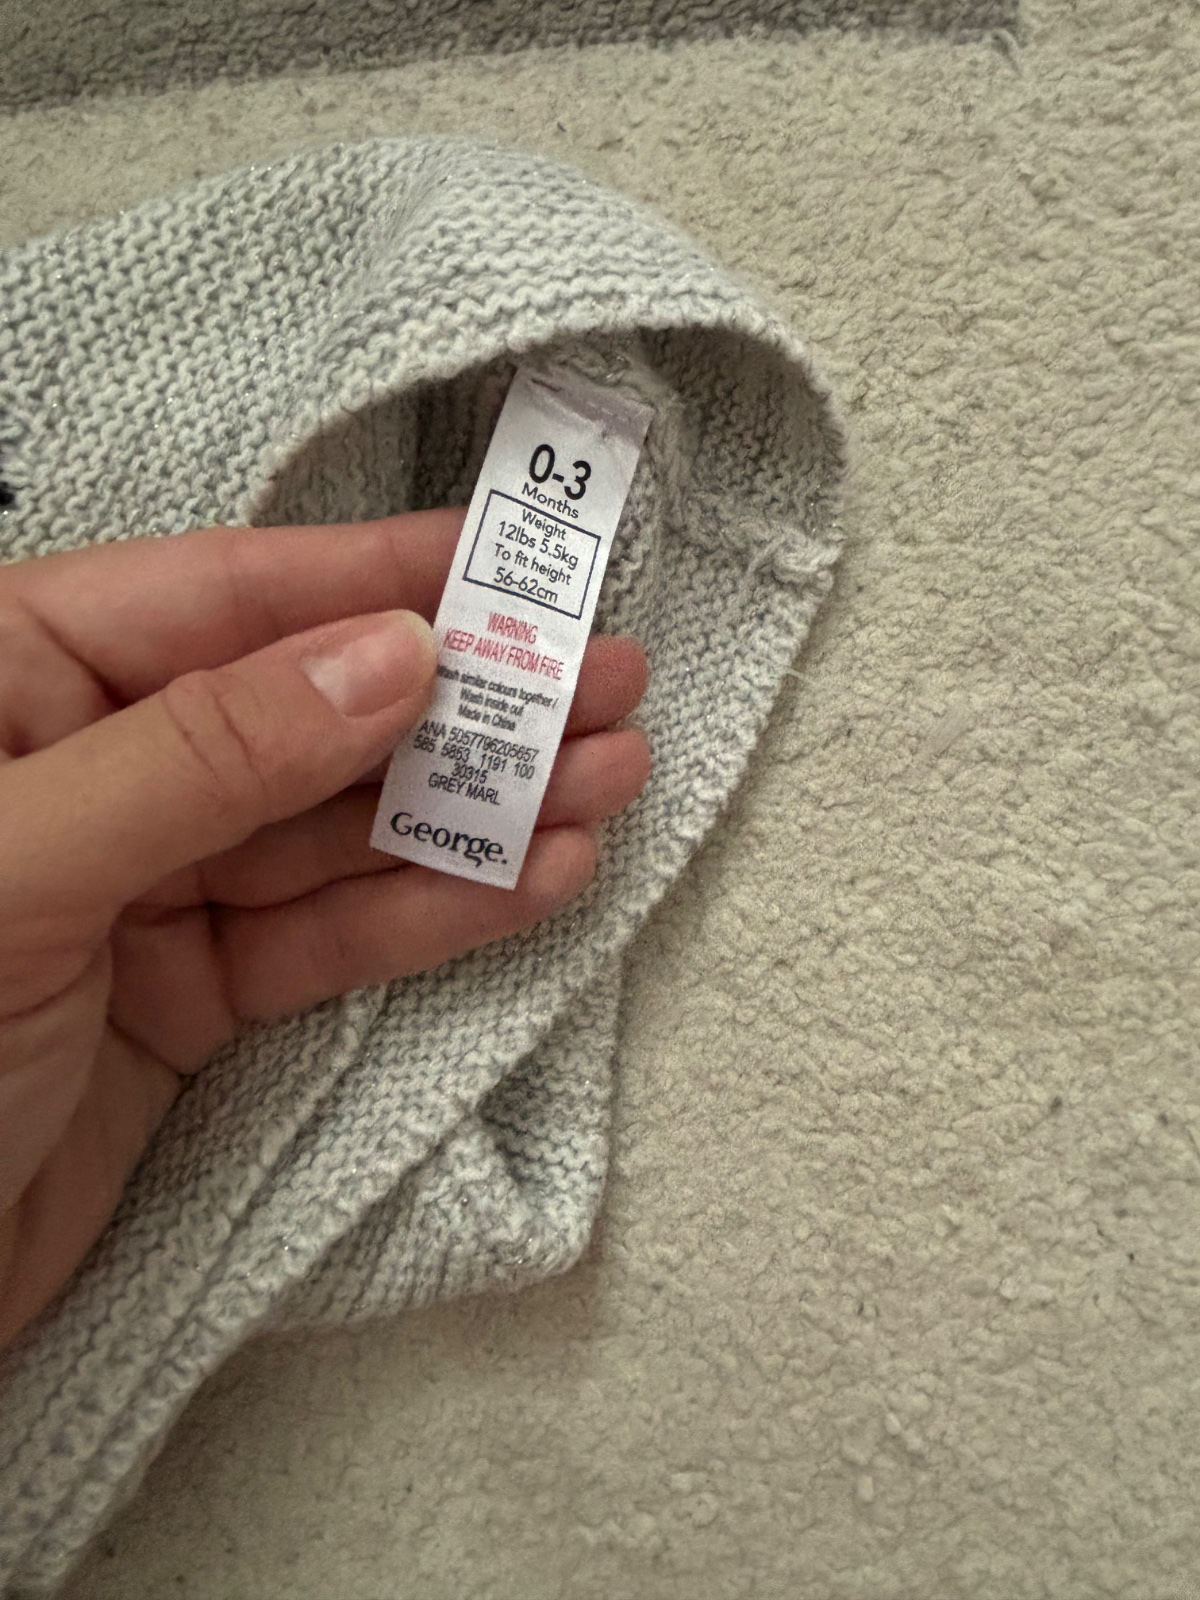 0-3
Months
Weight
12lbs 5.5kg
To fit height
56-62cm
WARNING
KEEP AWAY FROM FIRE
Wash similar colours together /
Wash inside out
Made in China
ANA 5057796205657
585 5853 1191 100
30315
GREY MARL
George.